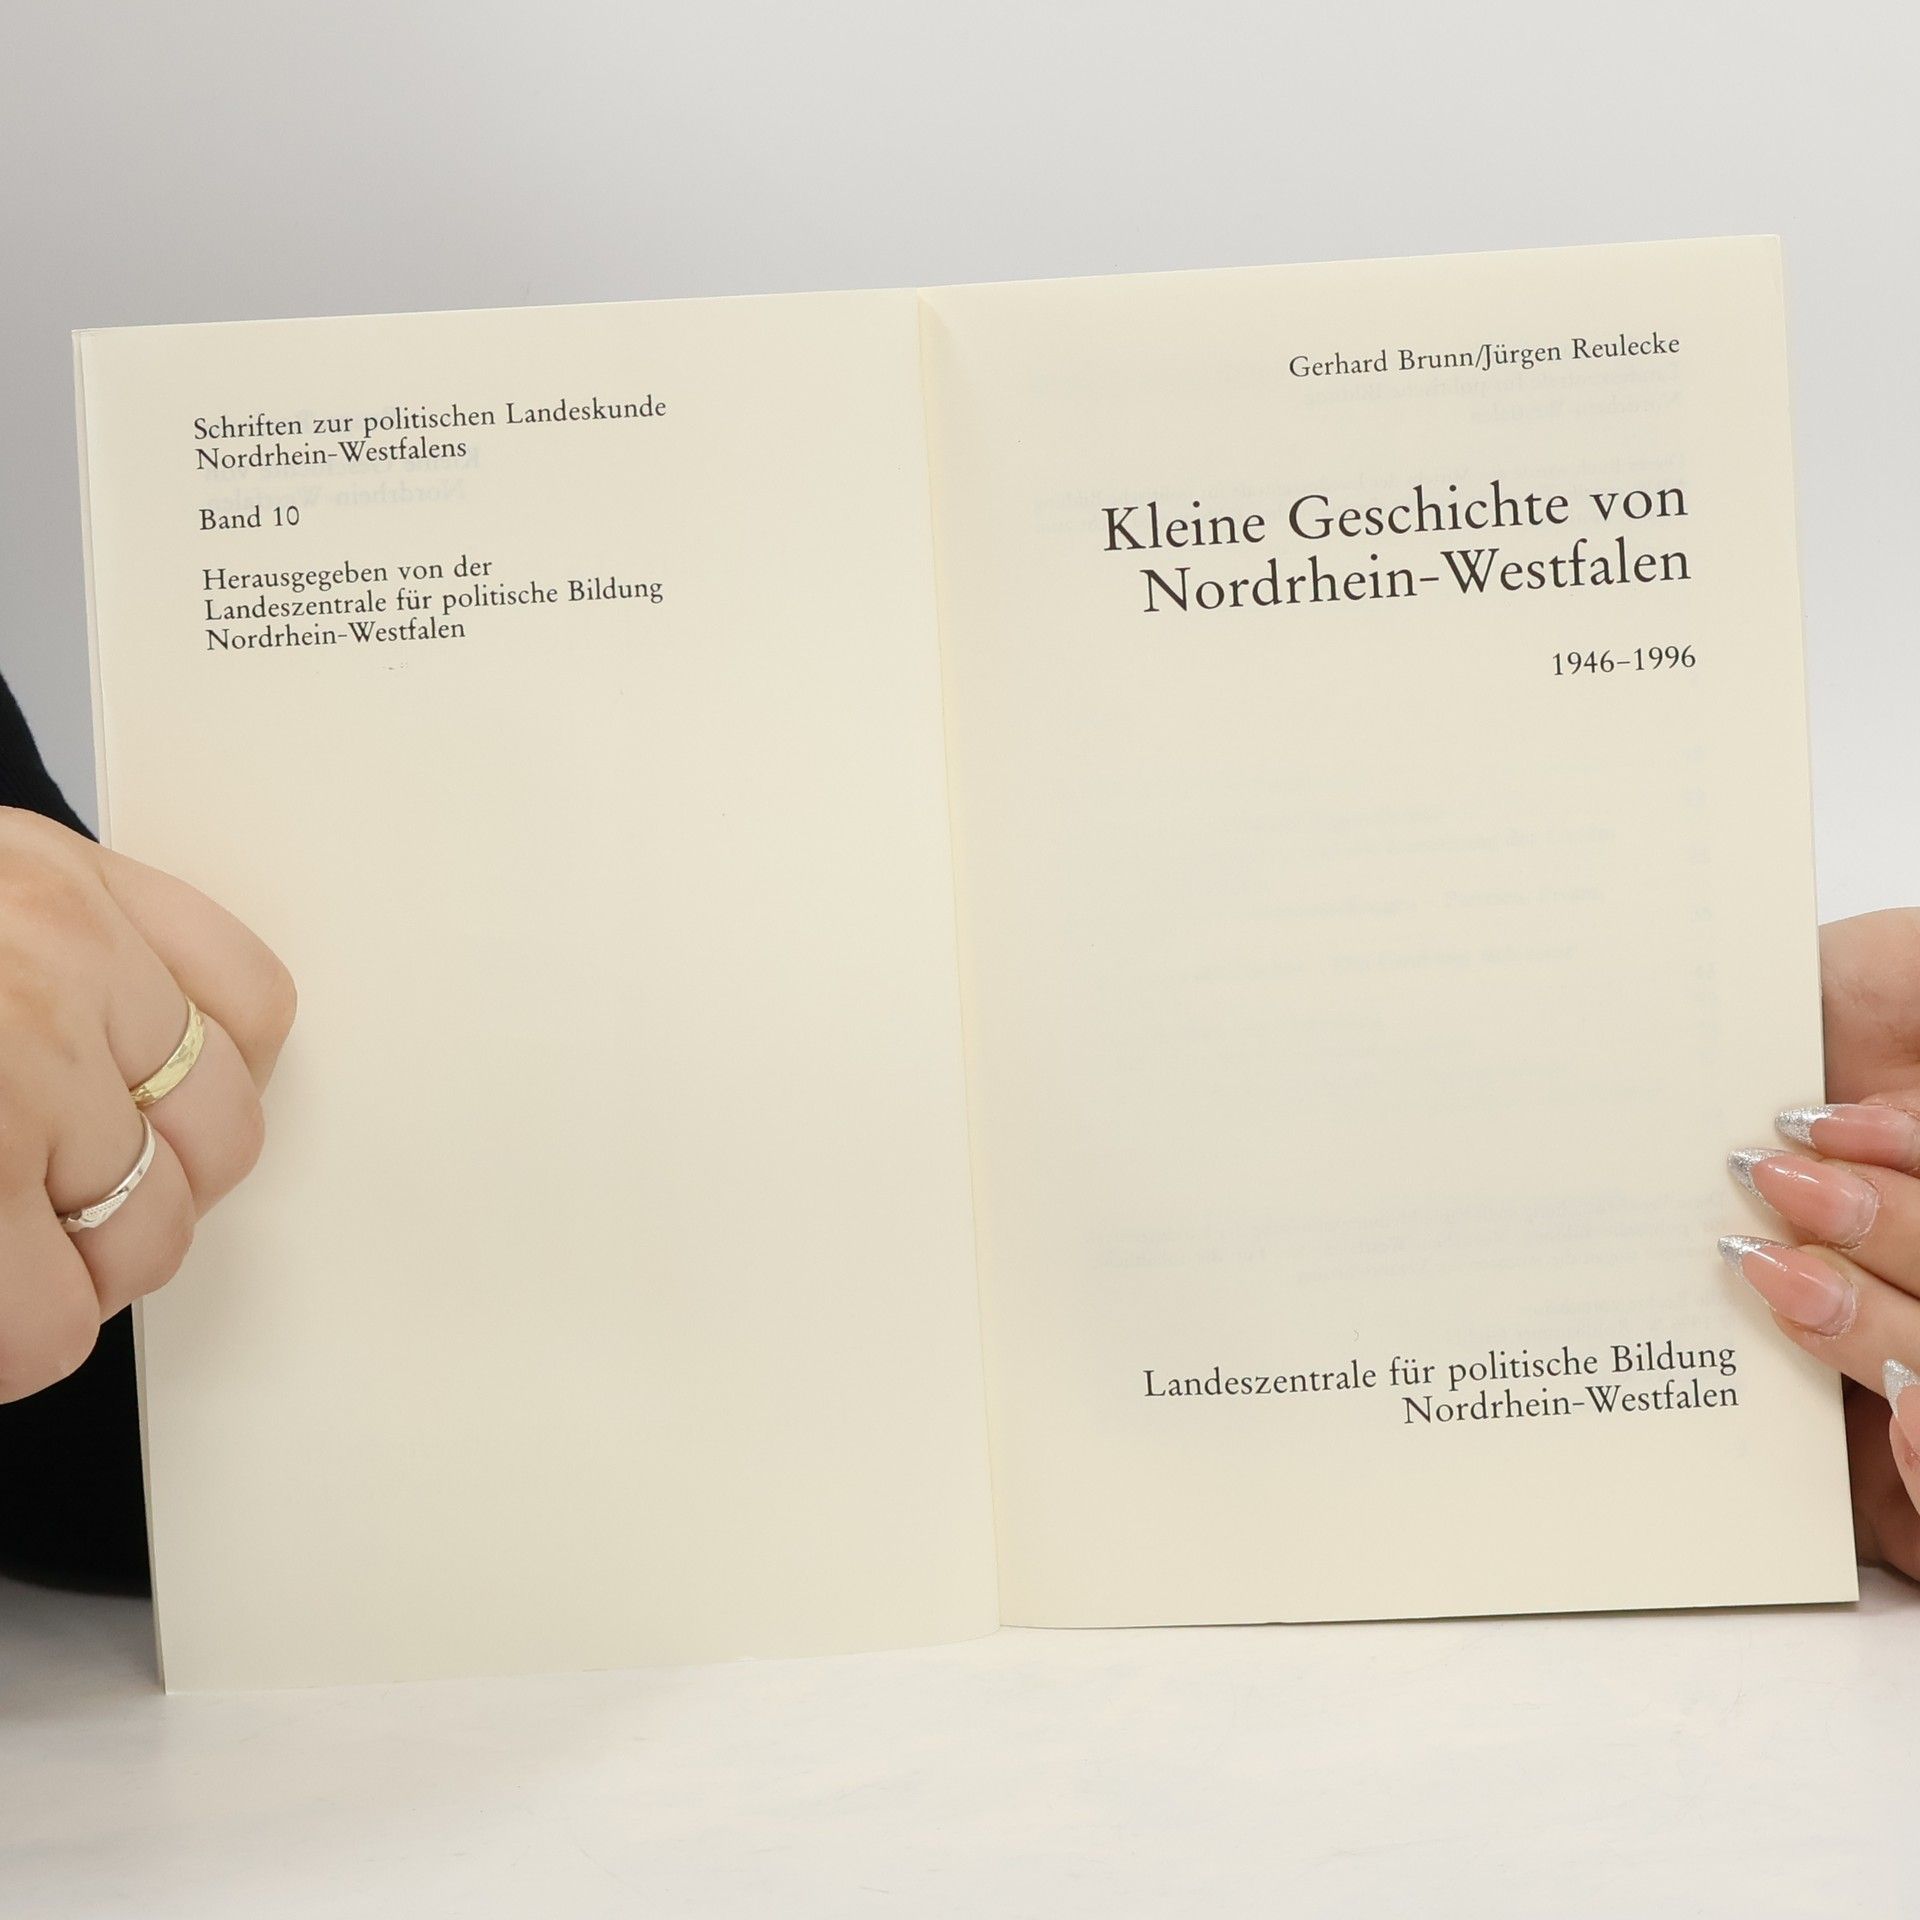 Schriften zur politischen Landeskunde
Nordrhein-Westfalens
Band 10
Herausgegeben von der
Landeszentrale für politische Bildung
Nordrhein-Westfalen
Gerhard Brunn/Jürgen Reulecke
Kleine Geschichte von
Nordrhein-Westfalen
1946–1996
Landeszentrale für politische Bildung
Nordrhein-Westfalen